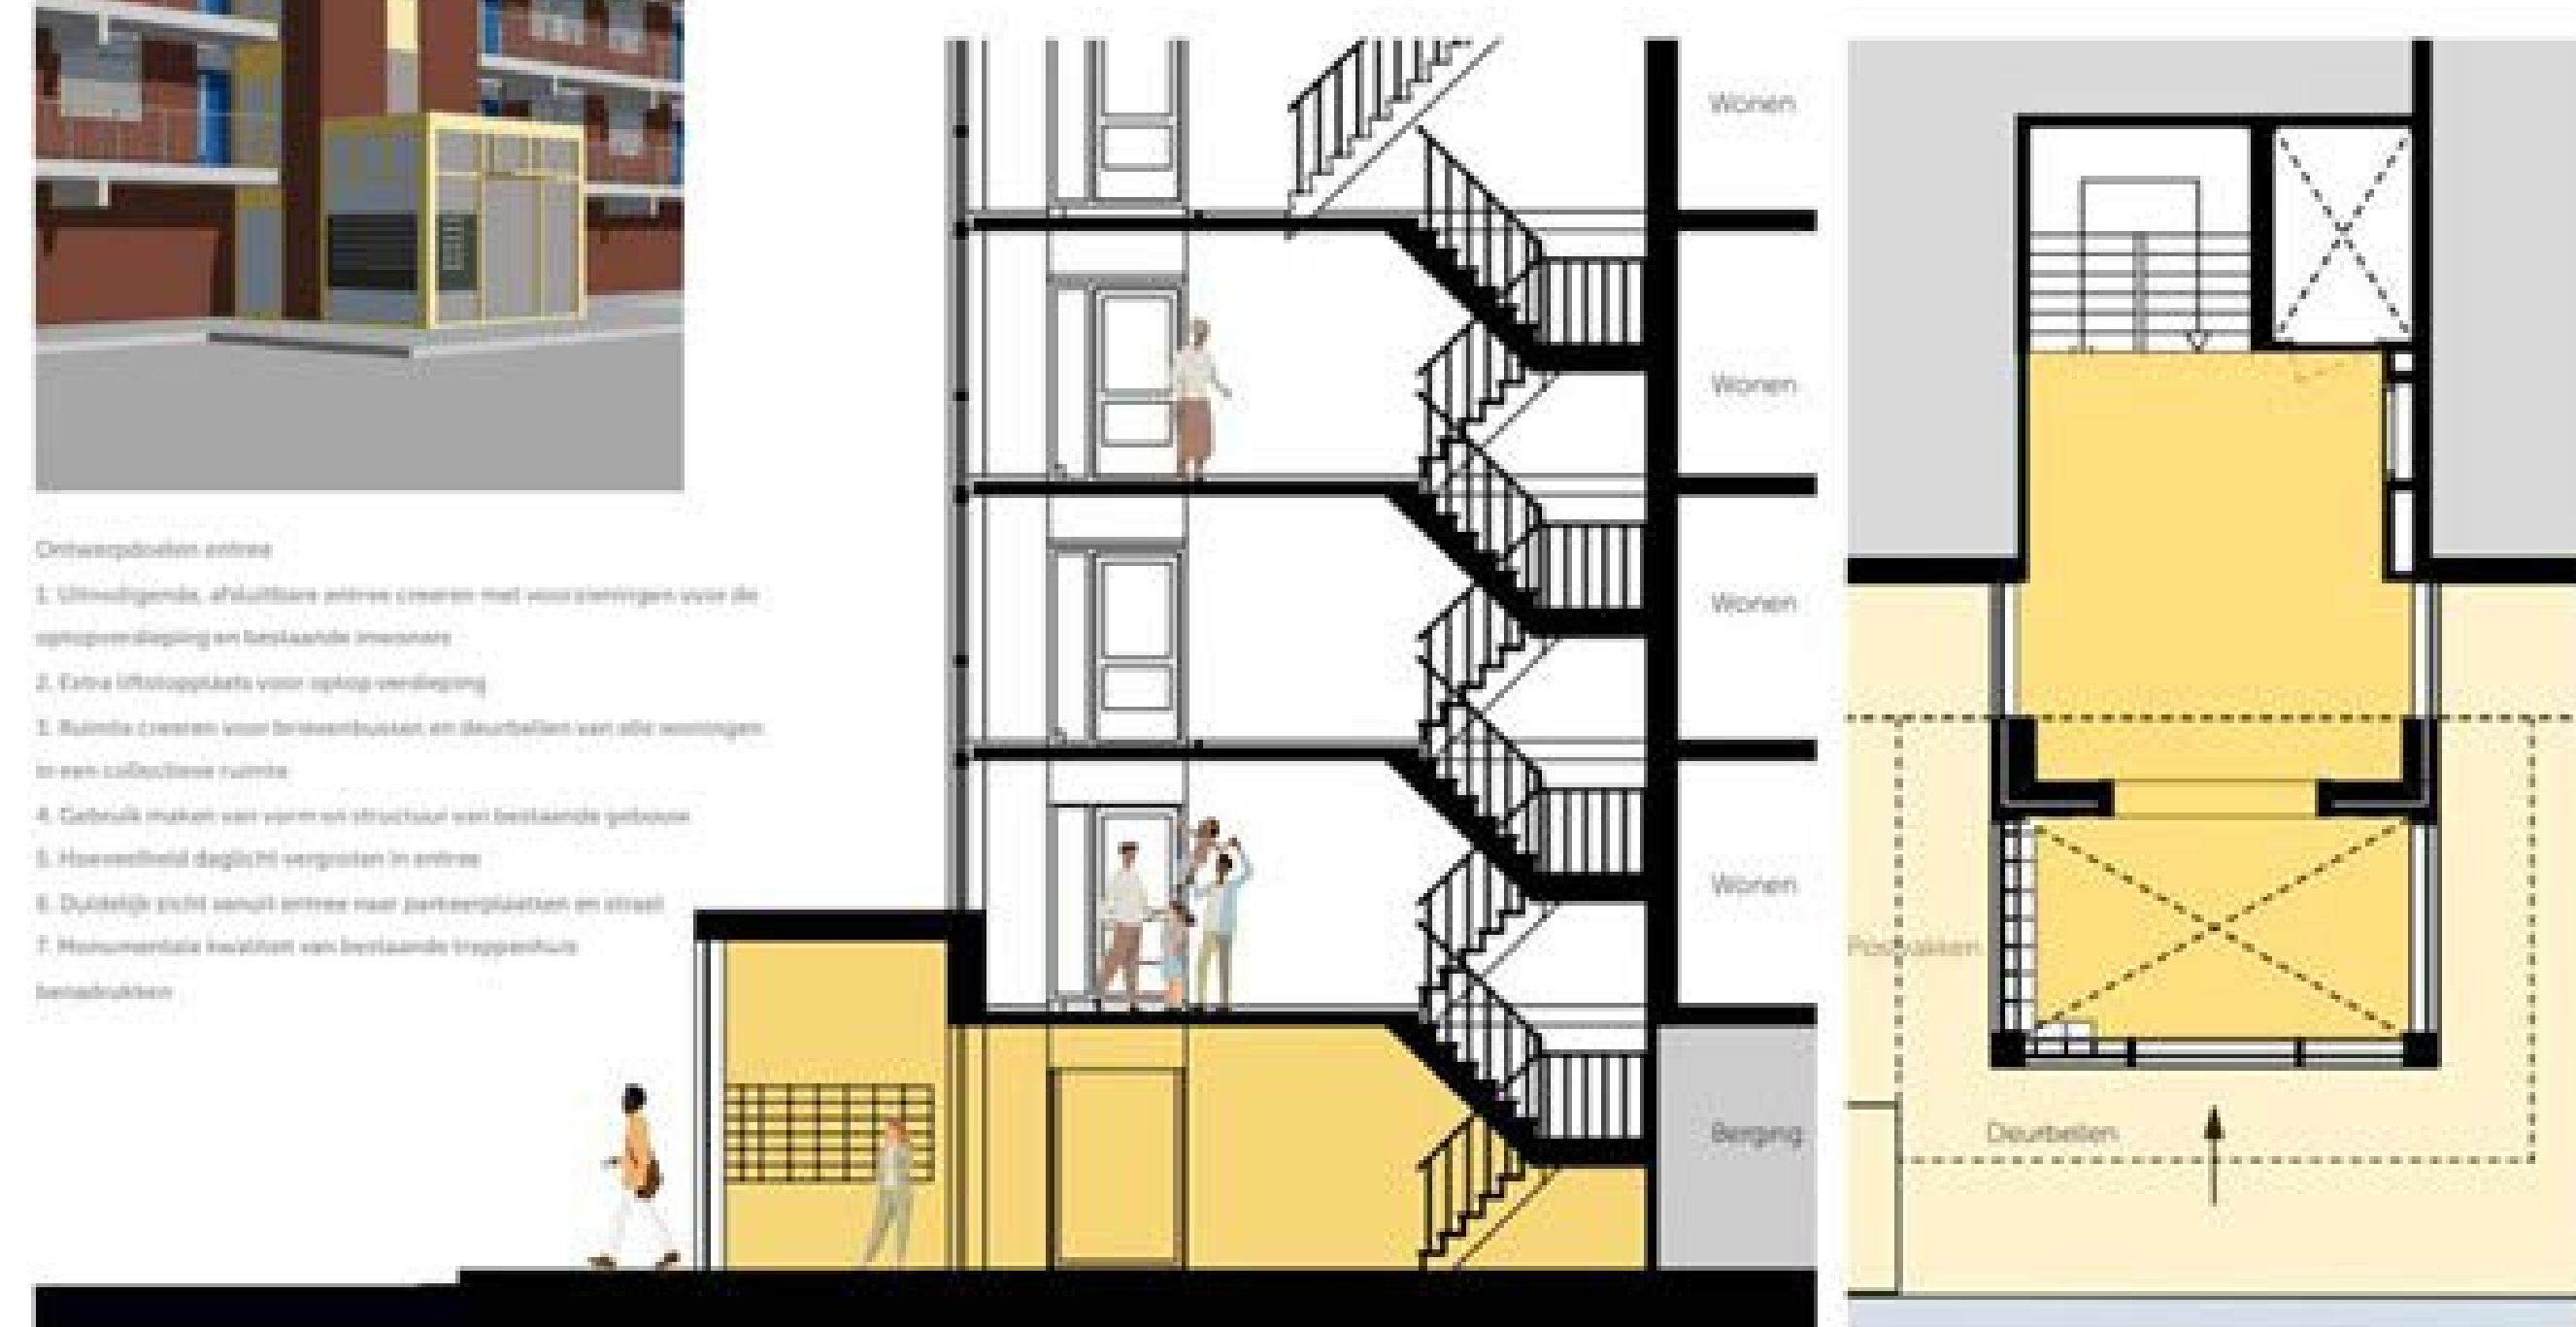 Ontwerpdoelen entree
1. Uitnodigende, afsluitbare entree creeren met voorzieningen voor de
optopverdieping en bestaande inwoners
2. Extra liftstopplaats voor optop verdieping
3. Ruimte creeren voor brievenbussen en deurbellen van alle woningen
in een collectieve ruimte
4. Gebruik maken van vorm en structuur van bestaande gebouw
5. Hoeveelheid daglicht vergroten in entree
6. Duidelijk zicht vanuit entree naar parkeerplaatsen en straat
7. Monumentale kwaliteit van bestaande trappenhuis
benadrukken
Wonen
Wonen
Wonen
Wonen
Berging
Postvakken
Deurbellen